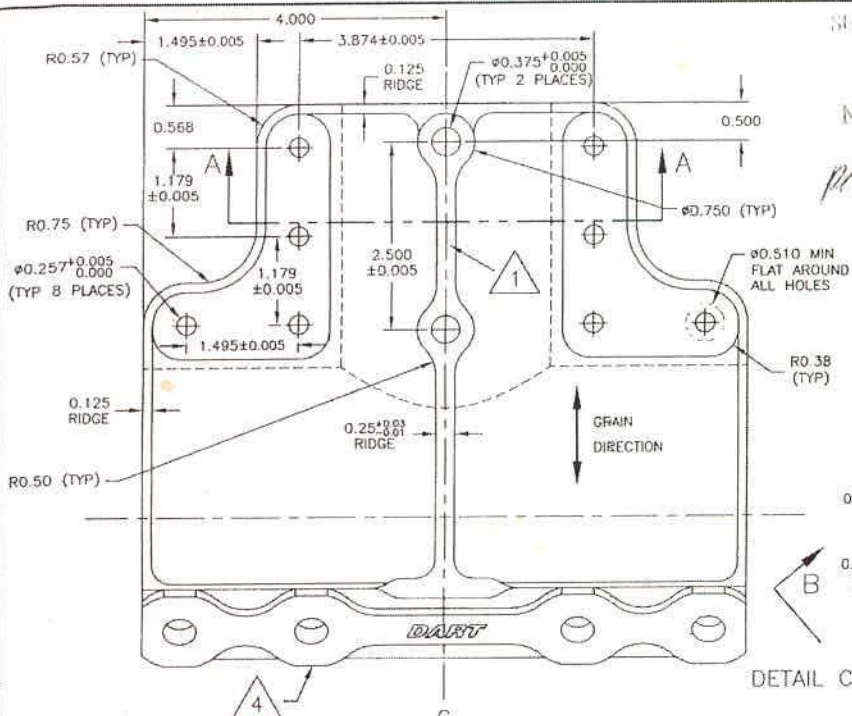 4.000
1.495±0.005
3.874±0.005
R0.57 (TYP)
0.125
RIDGE
⌀0.375+0.005
0.000
(TYP 2 PLACES)
0.568
0.500
A
A
1.179
±0.005
⌀0.750 (TYP)
R0.75 (TYP)
2.500
±0.005
1
⌀0.257+0.005
0.000
(TYP 8 PLACES)
1.179
±0.005
⌀0.510 MIN
FLAT AROUND
ALL HOLES
1.495±0.005
R0.38
(TYP)
0.125
RIDGE
0.25+0.03
-0.01
RIDGE
GRAIN
DIRECTION
R0.50 (TYP)
B
DART
DETAIL C
4